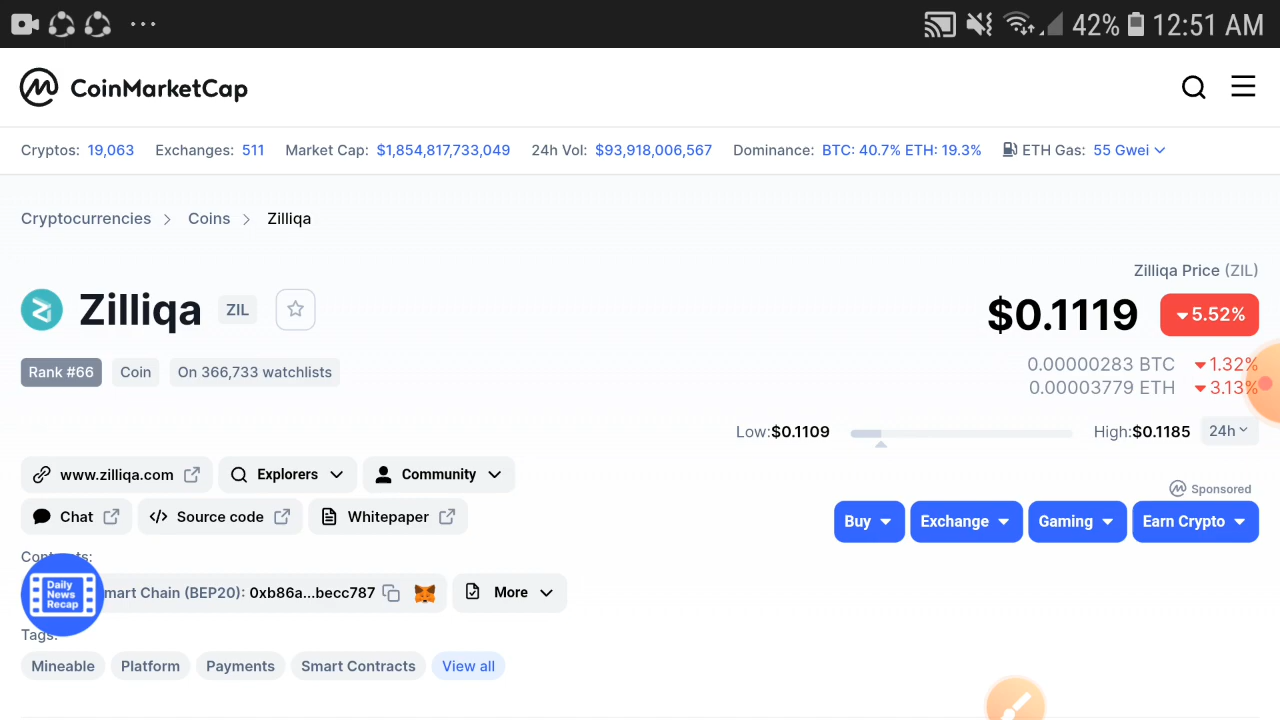 42% 12:51 AM
CoinMarketCap
Cryptos: 19,063 Exchanges: 511 Market Cap: $1,854,817,733,049 24h Vol: $93,918,006,567 Dominance: BTC: 40.7% ETH: 19.3% ETH Gas: 55 Gwei
Cryptocurrencies > Coins > Zilliqa
Zilliqa Price (ZIL)
Zilliqa ZIL $0.1119 5.52%
Rank #66 Coin On 366,733 watchlists
0.00000283 BTC 1.32%
0.00003779 ETH 3.13%
Low:$0.1109 High:$0.1185 24h
www.zilliqa.com Explorers Community
Sponsored
Chat Source code Whitepaper
Buy Exchange Gaming Earn Crypto
Daily News Recap
mart Chain (BEP20): 0xb86a...becc787 More
Tags:
Mineable Platform Payments Smart Contracts View all